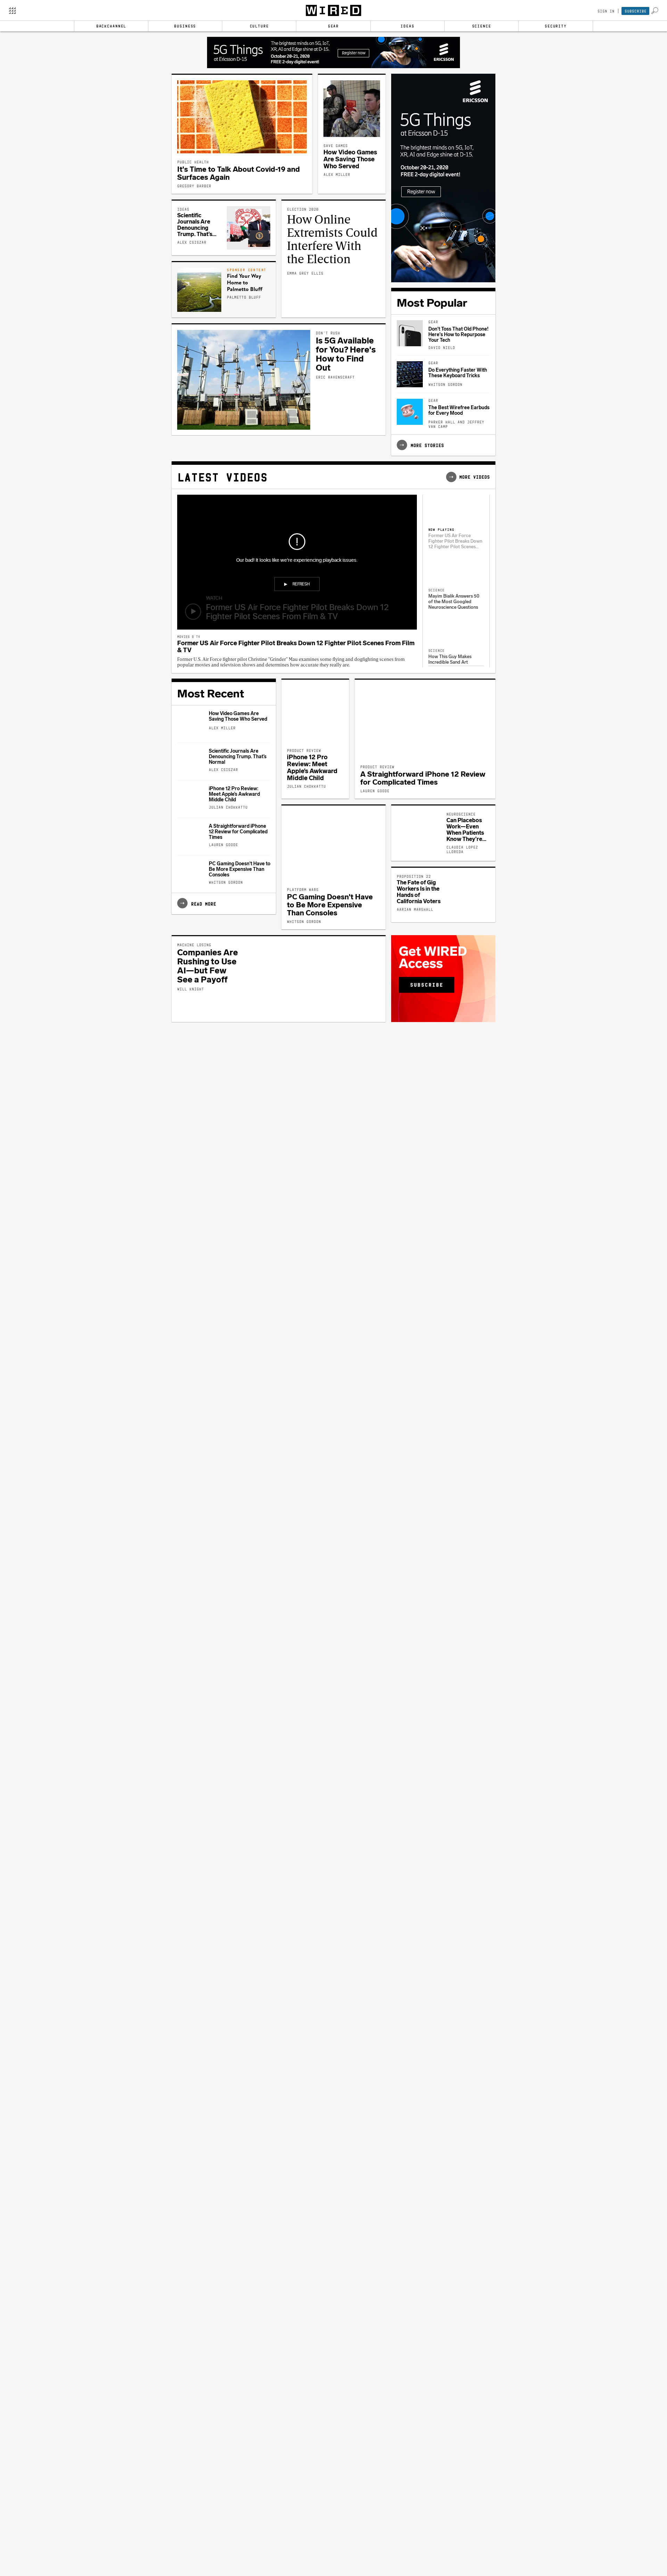 WIRED
SIGN IN
SUBSCRIBE
BACKCHANNEL
BUSINESS
CULTURE
GEAR
IDEAS
SCIENCE
SECURITY
5G Things
at Ericsson D-15
The brightest minds on 5G, IoT,
XR, AI and Edge shine at D-15.
October 20-21, 2020
FREE 2-day digital event!
Register now
ERICSSON
PUBLIC HEALTH
It's Time to Talk About Covid-19 and
Surfaces Again
GREGORY BARBER
SAVE GAMES
How Video Games
Are Saving Those
Who Served
ALEX MILLER
ERICSSON
5G Things
at Ericsson D-15
The brightest minds on 5G, IoT,
XR, AI and Edge shine at D-15.
October 20-21, 2020
FREE 2-day digital event!
Register now
IDEAS
Scientific
Journals Are
Denouncing
Trump. That's...
ALEX CSISZAR
ELECTION 2020
How Online
Extremists Could
Interfere With
the Election
EMMA GREY ELLIS
SPONSOR CONTENT
Find Your Way
Home to
Palmetto Bluff
PALMETTO BLUFF
DON'T RUSH
Is 5G Available
for You? Here's
How to Find
Out
ERIC RAVENSCRAFT
Most Popular
GEAR
Don't Toss That Old Phone!
Here's How to Repurpose
Your Tech
DAVID NIELD
GEAR
Do Everything Faster With
These Keyboard Tricks
WHITSON GORDON
GEAR
The Best Wirefree Earbuds
for Every Mood
PARKER HALL AND JEFFREY
VAN CAMP
MORE STORIES
LATEST VIDEOS
MORE VIDEOS
Our bad! It looks like we're experiencing playback issues.
REFRESH
WATCH
Former US Air Force Fighter Pilot Breaks Down 12
Fighter Pilot Scenes From Film & TV
MOVIES & TV
Former US Air Force Fighter Pilot Breaks Down 12 Fighter Pilot Scenes From Film
& TV
Former U.S. Air Force fighter pilot Christine "Grinder" Mau examines some flying and dogfighting scenes from
popular movies and television shows and determines how accurate they really are.
NOW PLAYING
Former US Air Force
Fighter Pilot Breaks Down
12 Fighter Pilot Scenes...
SCIENCE
Mayim Bialik Answers 50
of the Most Googled
Neuroscience Questions
SCIENCE
How This Guy Makes
Incredible Sand Art
Most Recent
How Video Games Are
Saving Those Who Served
ALEX MILLER
Scientific Journals Are
Denouncing Trump. That's
Normal
ALEX CSISZAR
iPhone 12 Pro Review:
Meet Apple's Awkward
Middle Child
JULIAN CHOKKATTU
A Straightforward iPhone
12 Review for Complicated
Times
LAUREN GOODE
PC Gaming Doesn't Have to
Be More Expensive Than
Consoles
WHITSON GORDON
READ MORE
PRODUCT REVIEW
iPhone 12 Pro
Review: Meet
Apple's Awkward
Middle Child
JULIAN CHOKKATTU
PRODUCT REVIEW
A Straightforward iPhone 12 Review
for Complicated Times
LAUREN GOODE
PLATFORM WARS
PC Gaming Doesn't Have
to Be More Expensive
Than Consoles
WHITSON GORDON
NEUROSCIENCE
Can Placebos
Work—Even
When Patients
Know They're...
CLAUDIA LÓPEZ
LLOREDA
PROPOSITION 22
The Fate of Gig
Workers Is in the
Hands of
California Voters
AARIAN MARSHALL
MACHINE LOSING
Companies Are
Rushing to Use
AI—but Few
See a Payoff
WILL KNIGHT
Get WIRED
Access
SUBSCRIBE